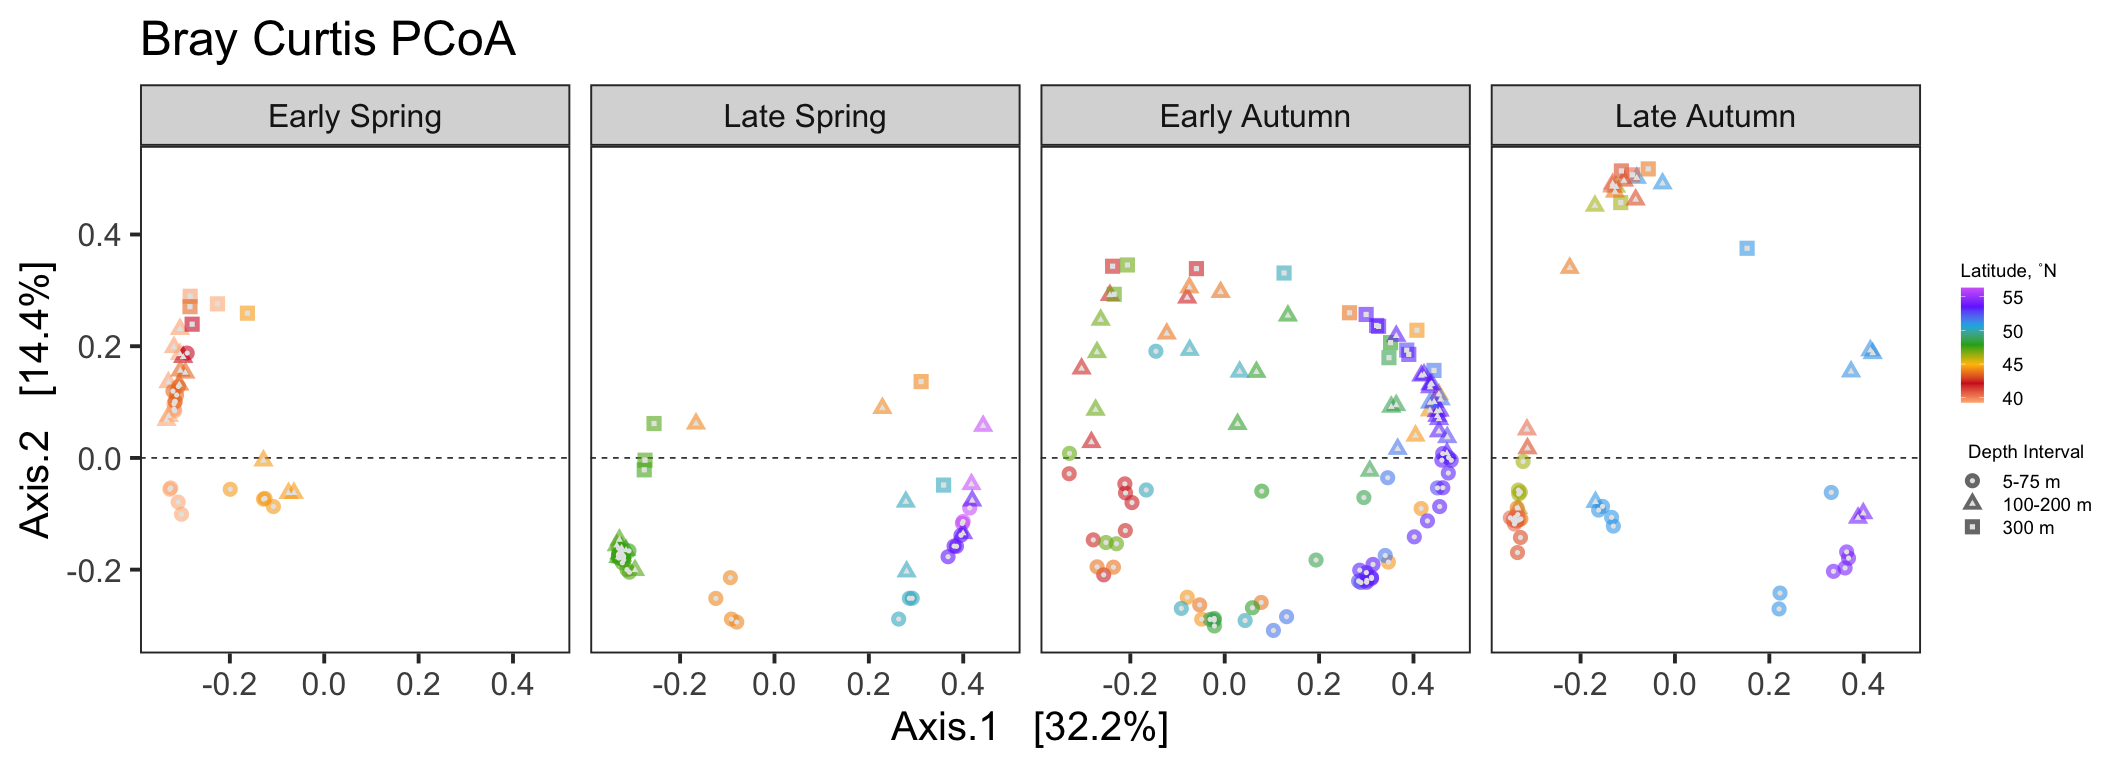 Bray Curtis PCoA
Early Spring
Late Spring
Early Autumn
Late Autumn
Axis.2 [14.4%]
0.4
0.2
0.0
-0.2
-0.2 0.0 0.2 0.4
-0.2 0.0 0.2 0.4
-0.2 0.0 0.2 0.4
-0.2 0.0 0.2 0.4
Axis.1 [32.2%]
Latitude, °N
55
50
45
40
Depth Interval
5-75 m
100-200 m
300 m